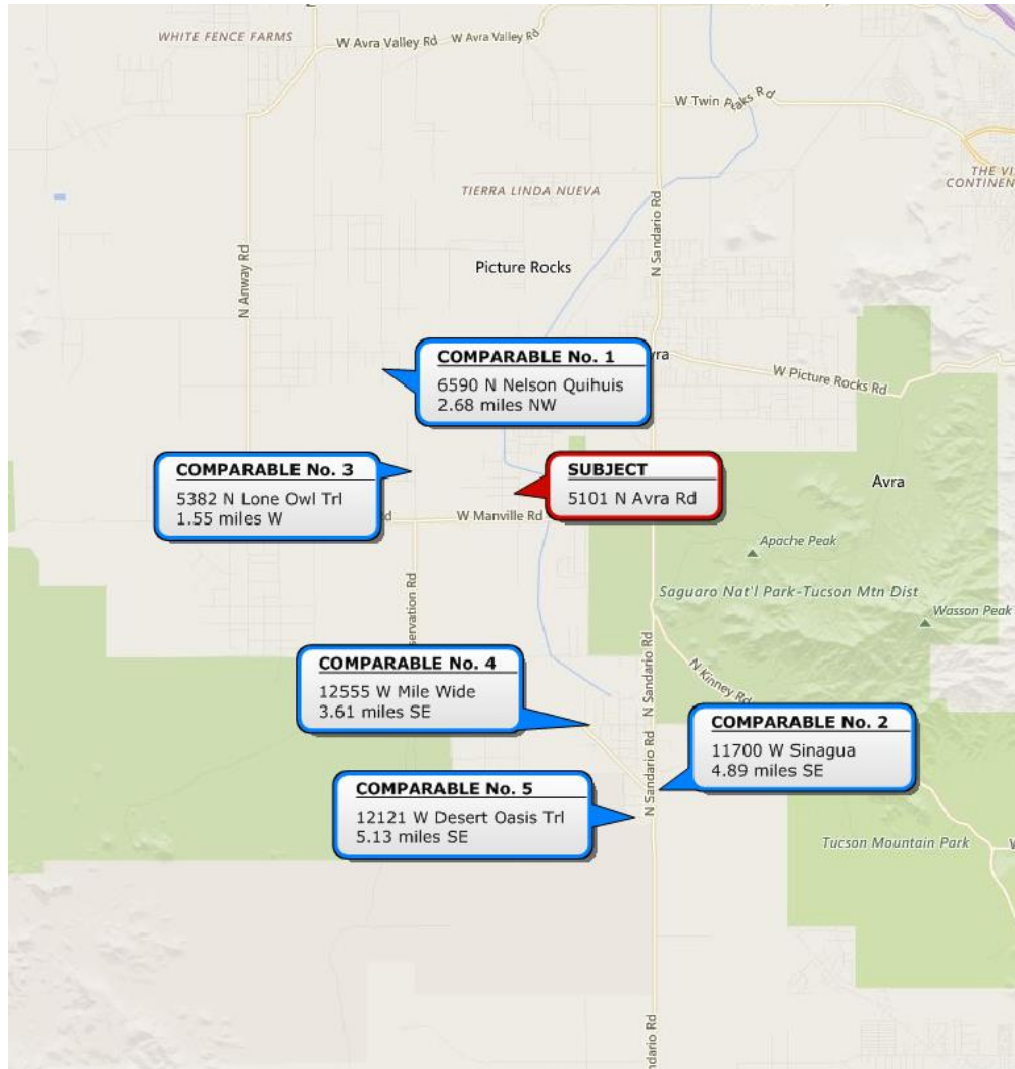 WHITE FENCE FARMS
W Avra Valley Rd
W Avra Valley Rd
W Twin Peaks Rd
THE VI
CONTINEN
TIERRA LINDA NUEVA
N Sandario Rd
N Anway Rd
Picture Rocks
COMPARABLE No. 1
6590 N Nelson Quihuis
2.68 miles NW
vra
W Picture Rocks Rd
COMPARABLE No. 3
5382 N Lone Owl Trl
1.55 miles W
SUBJECT
5101 N Avra Rd
Avra
d
W Manville Rd
Apache Peak
Saguaro Nat'l Park-Tucson Mtn Dist
Wasson Peak
servation Rd
N Sandario Rd
N Kinney Rd
COMPARABLE No. 4
12555 W Mile Wide
3.61 miles SE
COMPARABLE No. 2
11700 W Sinagua
4.89 miles SE
N Sandario Rd
COMPARABLE No. 5
12121 W Desert Oasis Trl
5.13 miles SE
Tucson Mountain Park
W
Sandario Rd